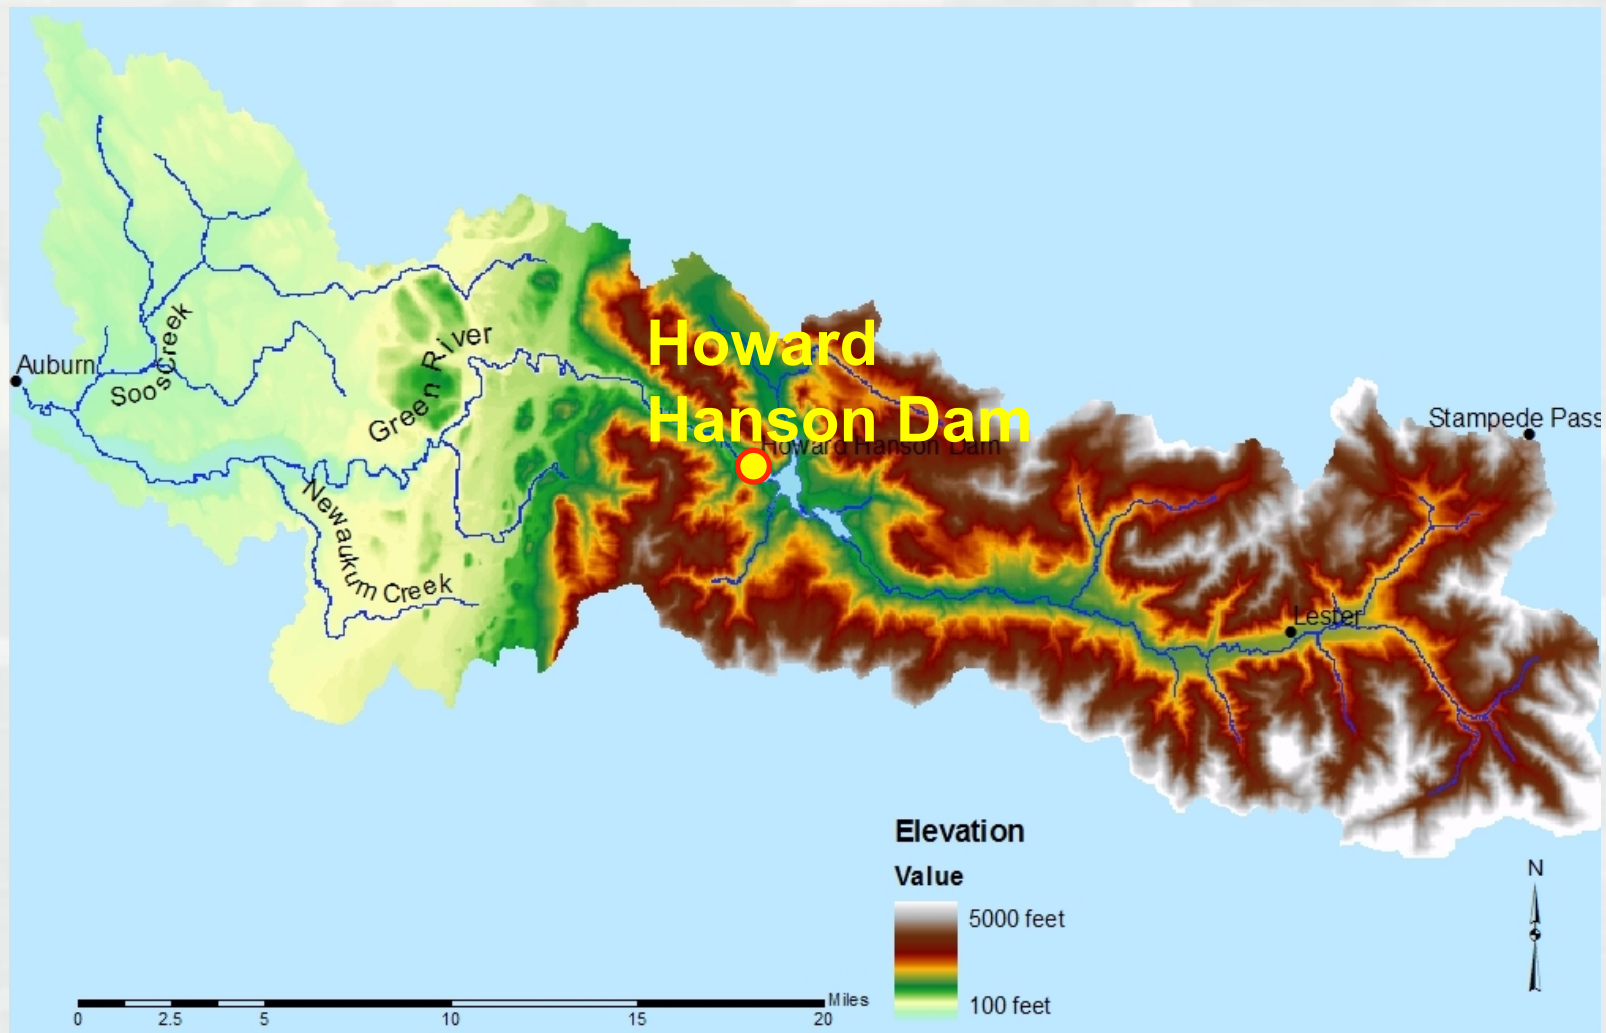 Howard
Hanson Dam
Howard Hanson Dam
Auburn
Soos Creek
Green River
Newaukum Creek
Stampede Pass
Lester
Elevation
Value
5000 feet
100 feet
N
Miles
0 2.5 5 10 15 20